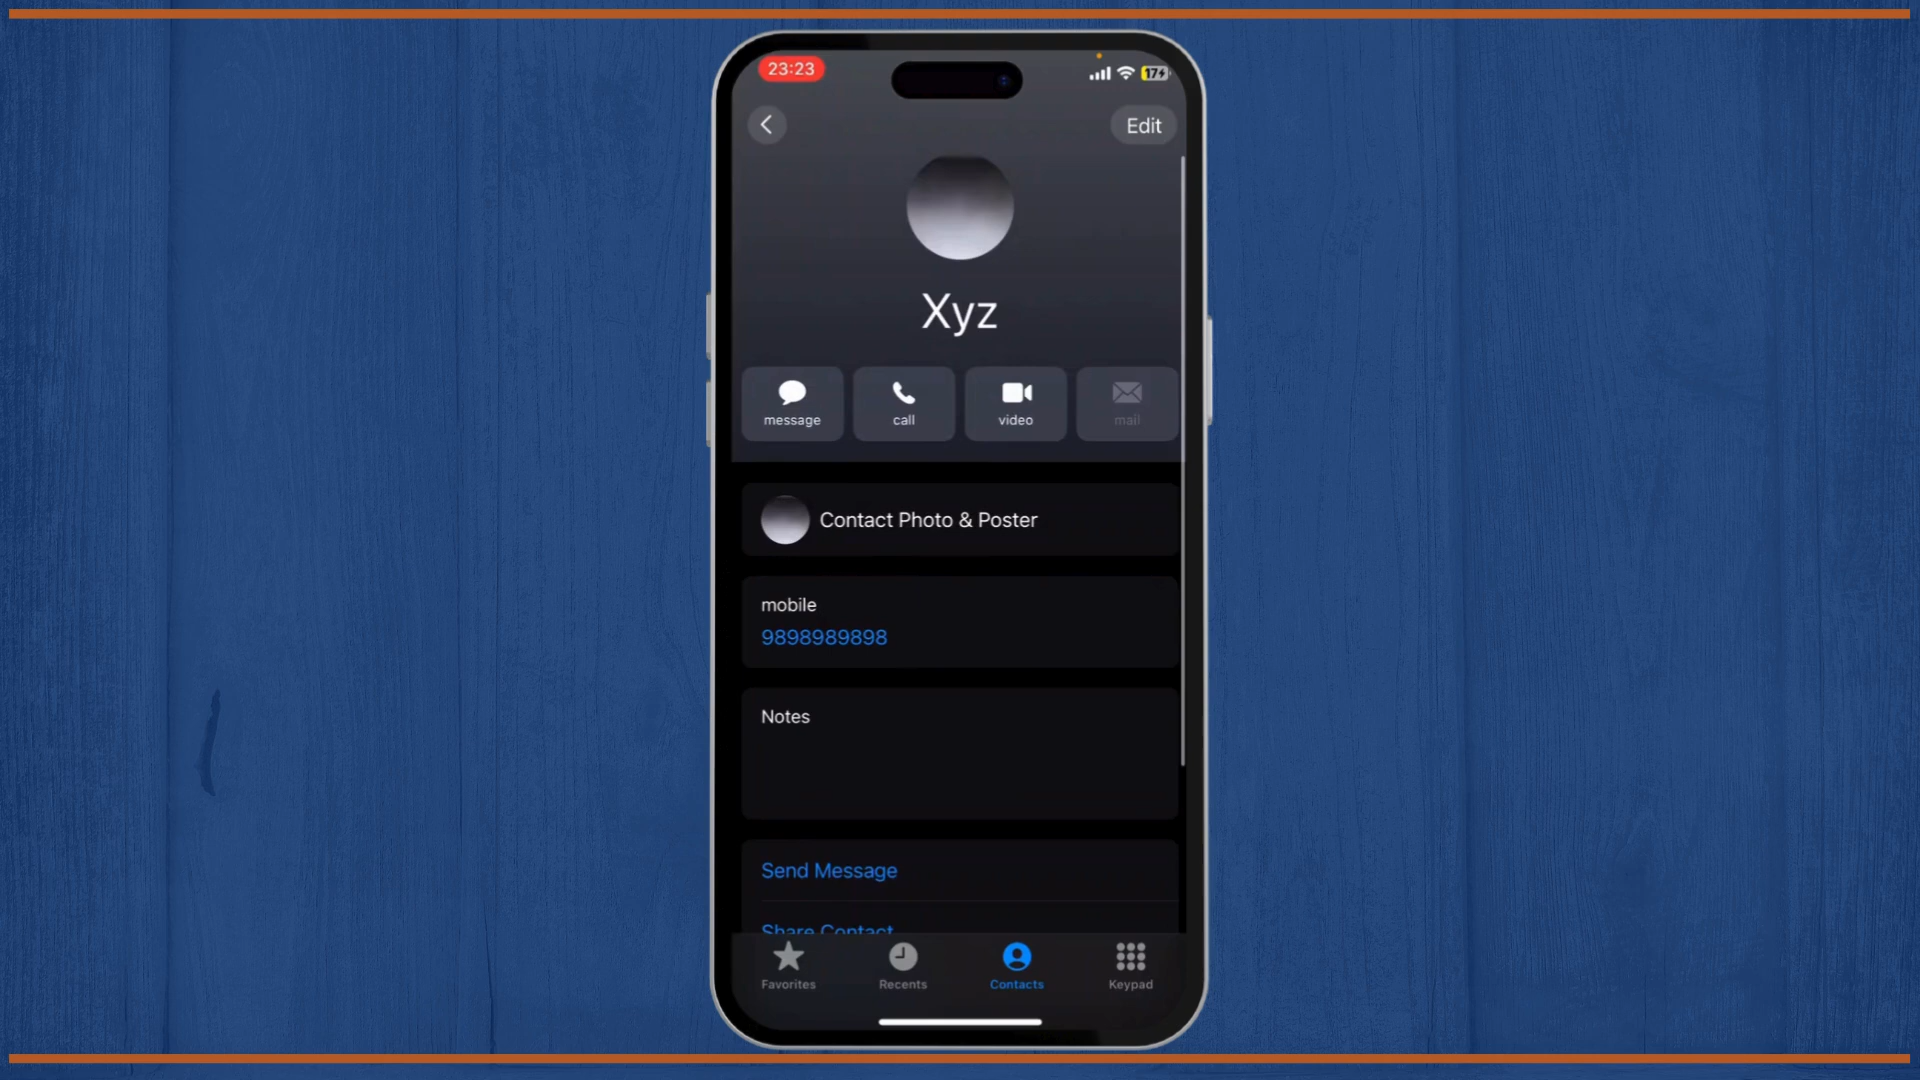 23:23
17
Edit
Xyz
message call video mail
Contact Photo & Poster
mobile
9898989898
Notes
Send Message
Share Contact
Favorites Recents Contacts Keypad